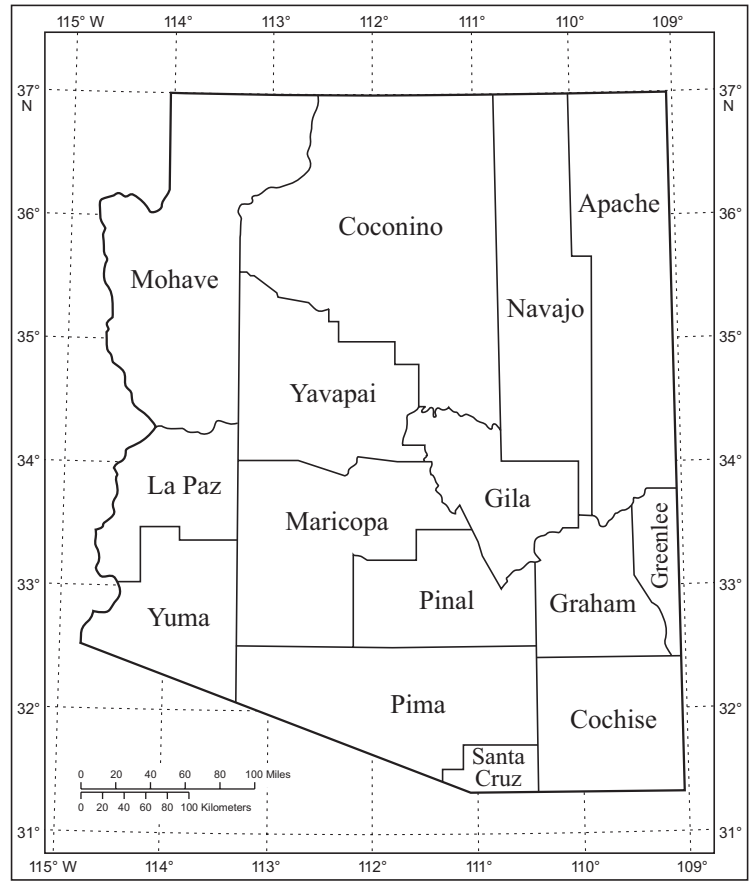 115° W 114° 113° 112° 111° 110° 109°
37°
N
37°
N
Apache
36°
36°
Coconino
Mohave
Navajo
35°
35°
Yavapai
34°
34°
La Paz
Gila
Maricopa
Greenlee
33°
33°
Pinal
Graham
Yuma
32°
32°
Pima
Cochise
Santa
Cruz
0 20 40 60 80 100 Miles
0 20 40 60 80 100 Kilometers
31°
31°
115° W 114° 113° 112° 111° 110° 109°